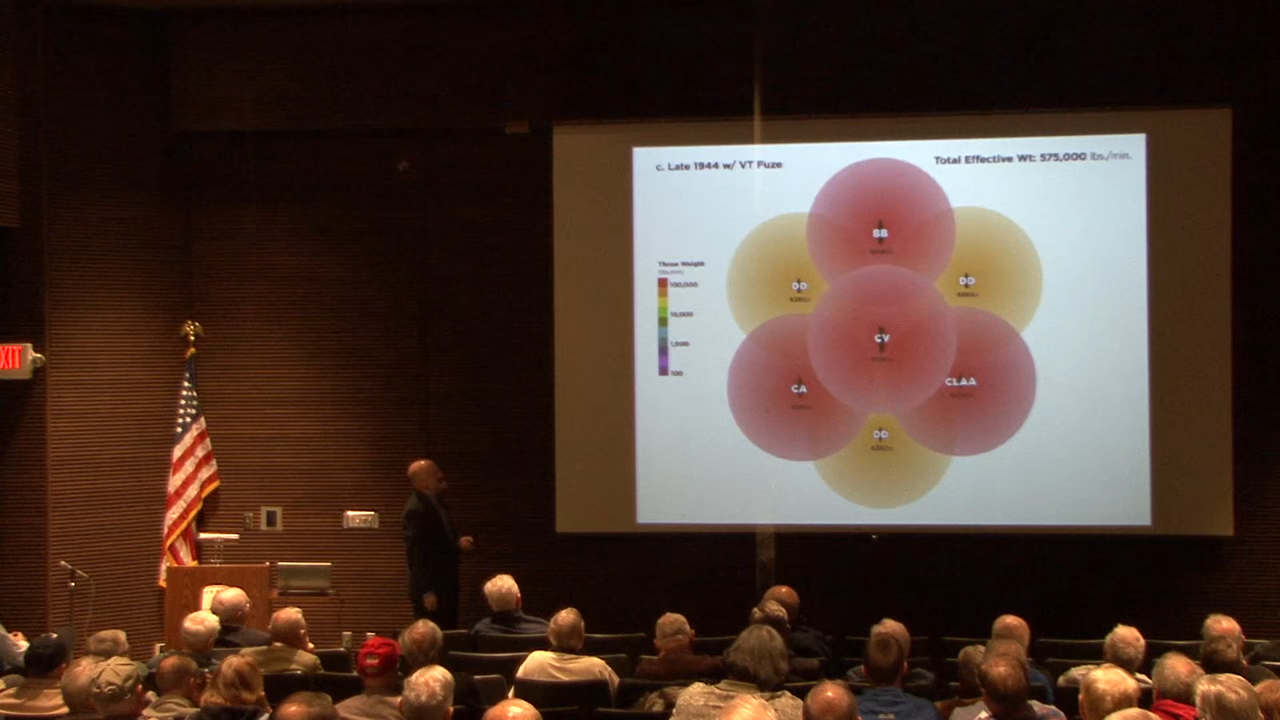 c. Late 1944 w/ VT Fuze
Total Effective Wt: 575,000 lbs./min.
BB
DD
DD
Throw Weight
100,000
10,000
1,000
100
CV
CA
CLAA
DD
XIT